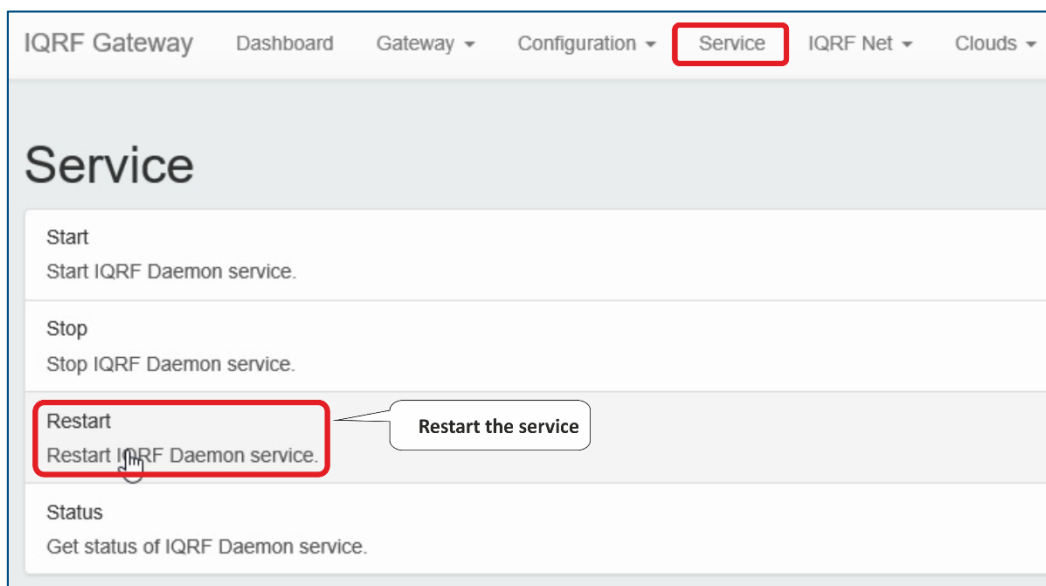 IQRF Gateway Dashboard Gateway Configuration Service IQRF Net Clouds
Service
Start
Start IQRF Daemon service.
Stop
Stop IQRF Daemon service.
Restart
Restart the service
Restart IQRF Daemon service.
Status
Get status of IQRF Daemon service.